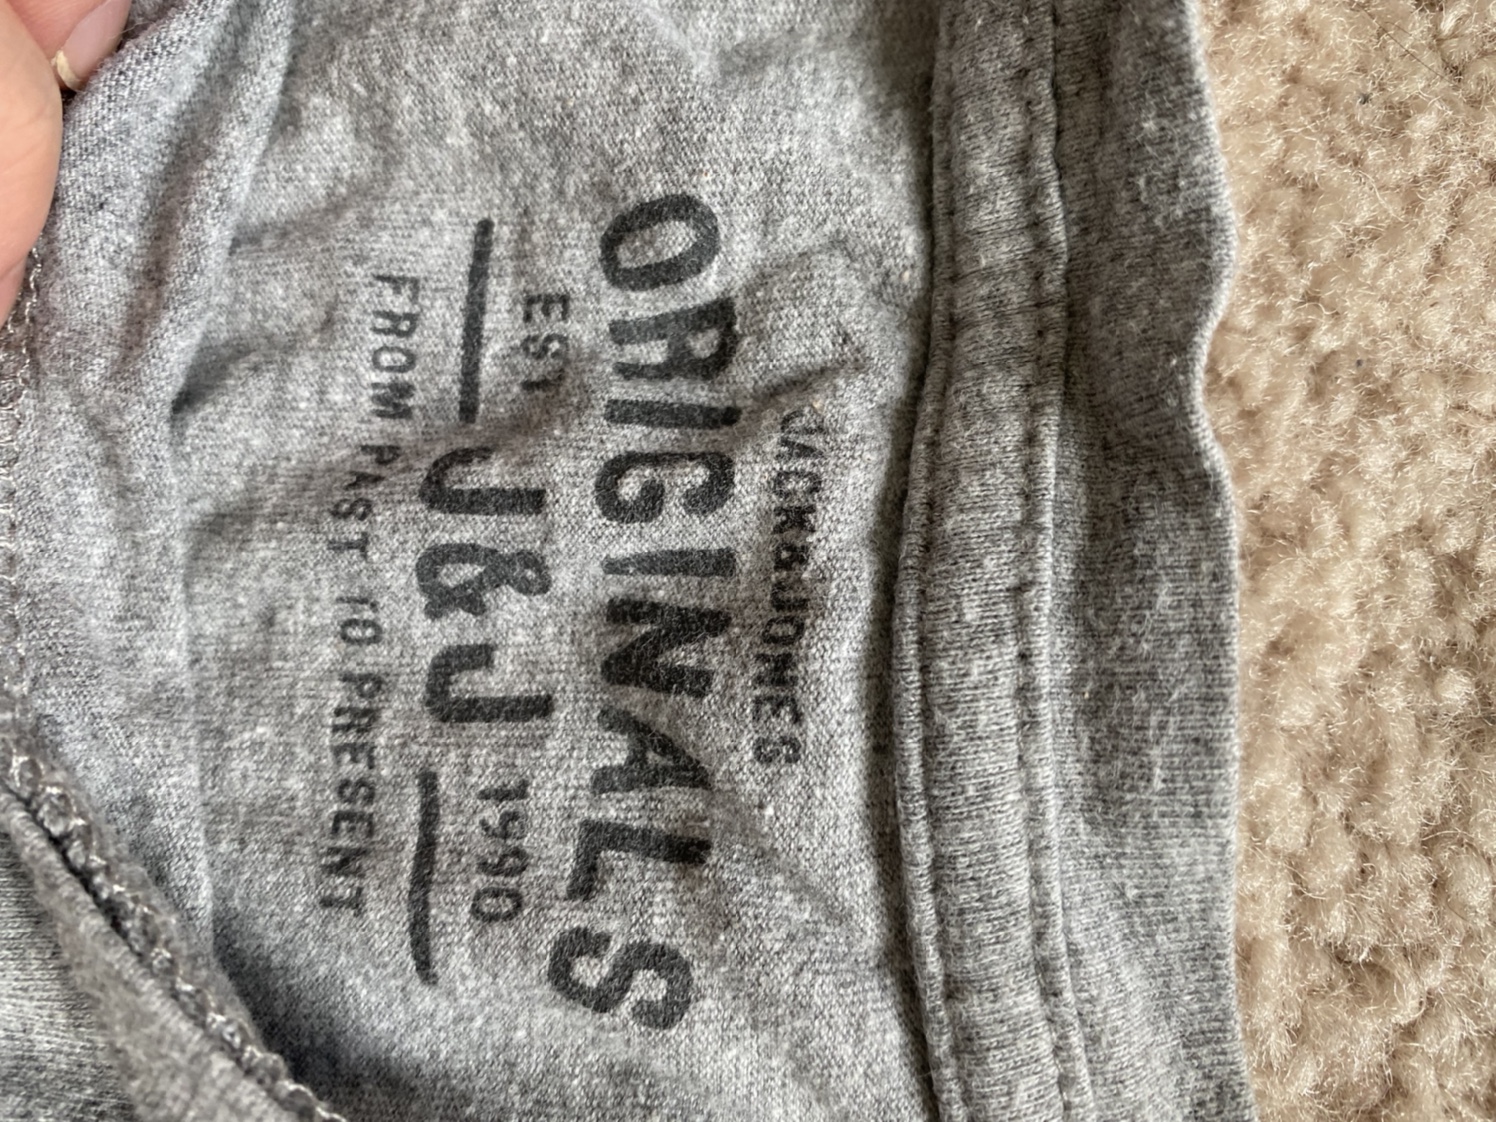 JACK&JONES
ORIGINALS
EST 1990
J&J
FROM PAST TO PRESENT